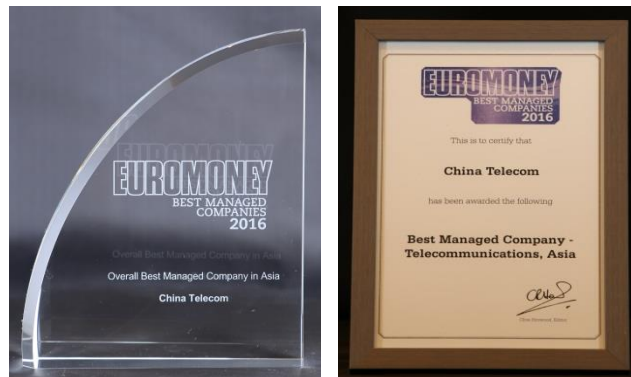 EUROMONEY
BEST MANAGED
COMPANIES
2016
Overall Best Managed Company in Asia
Overall Best Managed Company in Asia
China Telecom
EUROMONEY
BEST MANAGED
COMPANIES
2016
This is to certify that
China Telecom
has been awarded the following
Best Managed Company -
Telecommunications, Asia